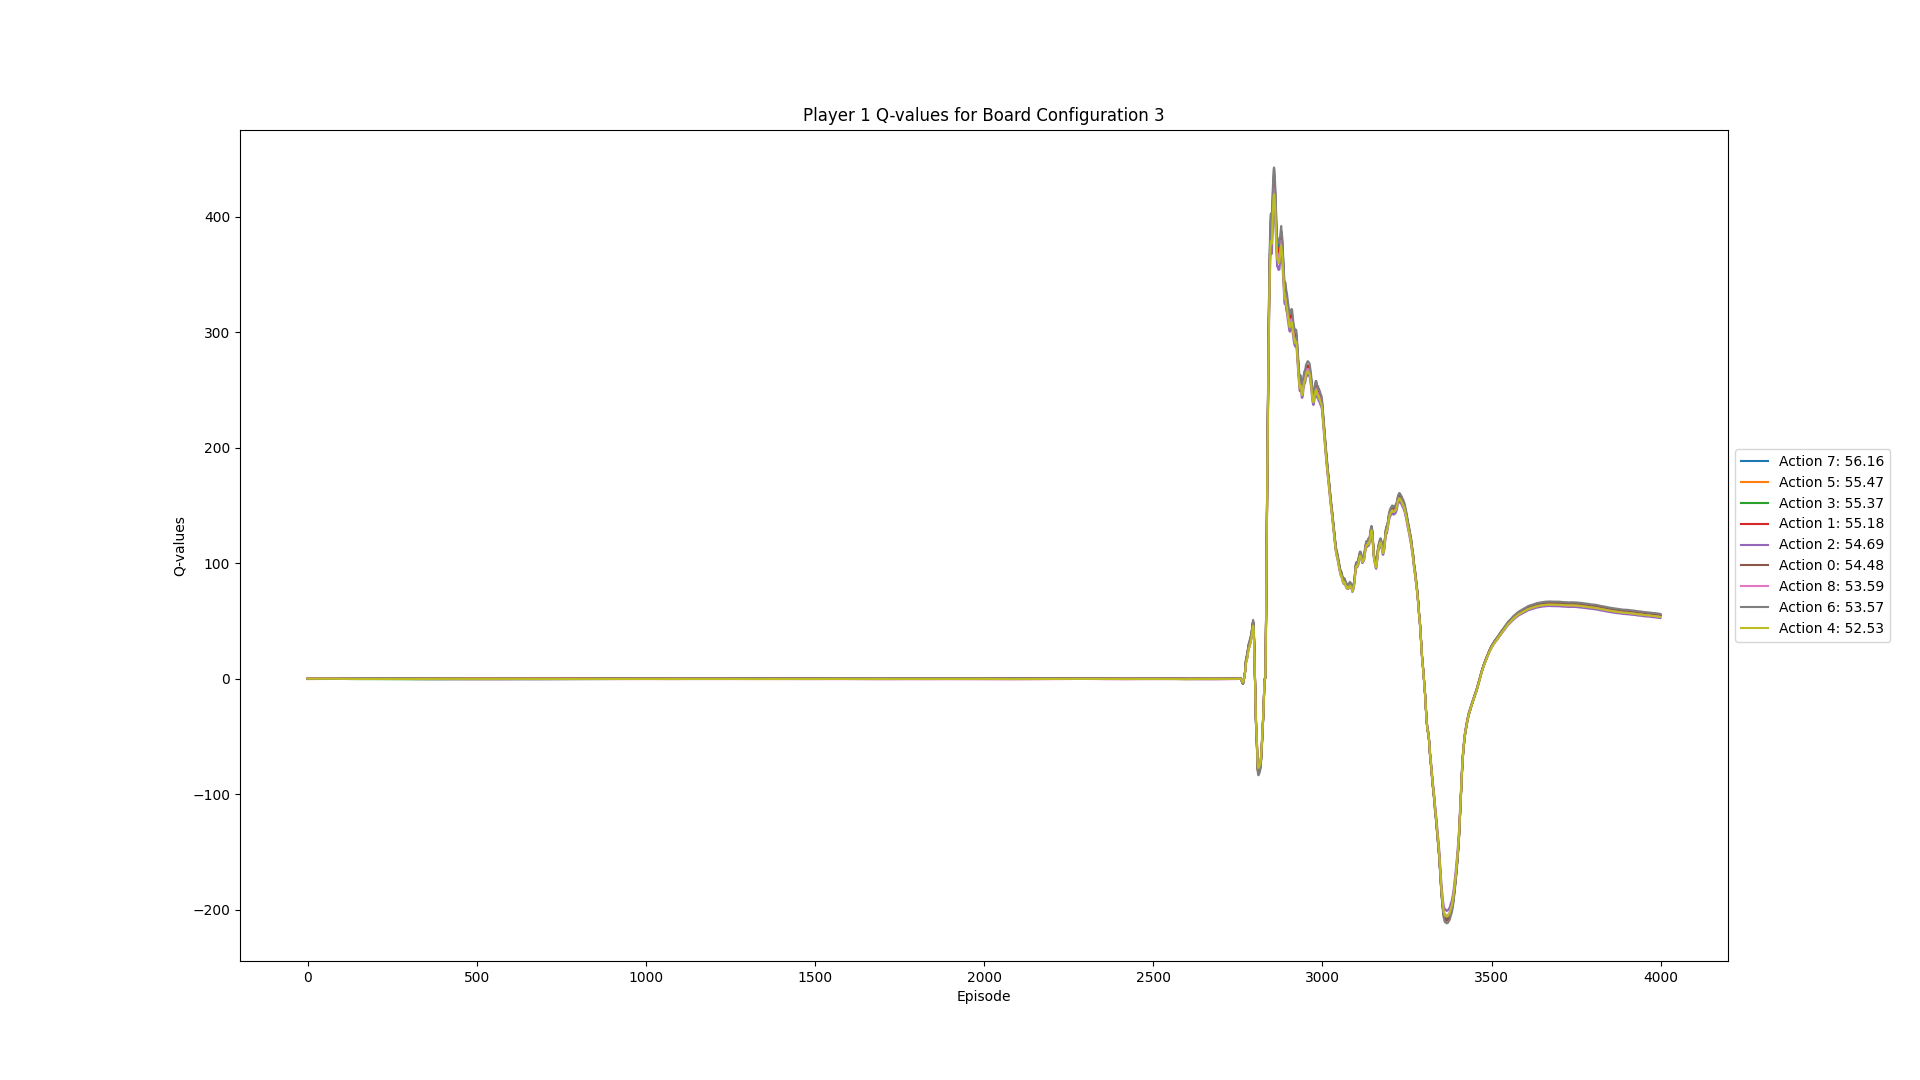 Player 1 Q-values for Board Configuration 3
400
300
200
100
0
−100
−200
Q-values
0 500 1000 1500 2000 2500 3000 3500 4000
Episode
Action 7: 56.16
Action 5: 55.47
Action 3: 55.37
Action 1: 55.18
Action 2: 54.69
Action 0: 54.48
Action 8: 53.59
Action 6: 53.57
Action 4: 52.53